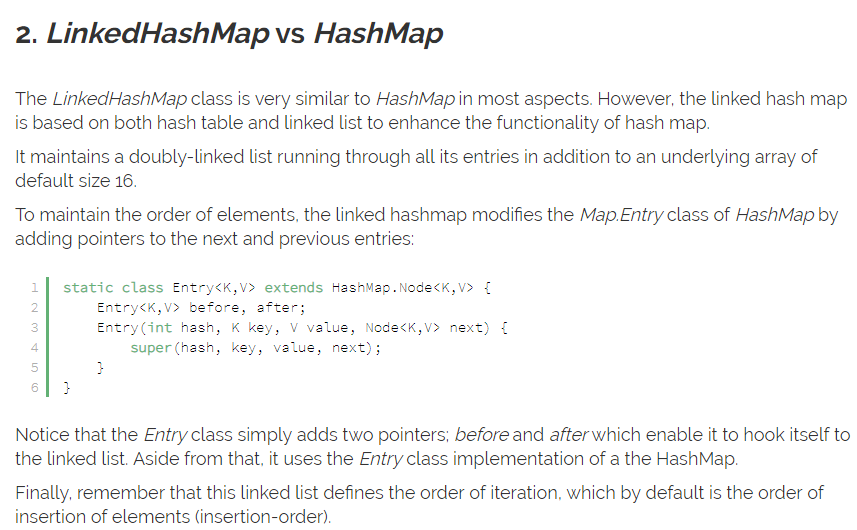 2. LinkedHashMap vs HashMap
The LinkedHashMap class is very similar to HashMap in most aspects. However, the linked hash map
is based on both hash table and linked list to enhance the functionality of hash map.
It maintains a doubly-linked list running through all its entries in addition to an underlying array of
default size 16.
To maintain the order of elements, the linked hashmap modifies the Map.Entry class of HashMap by
adding pointers to the next and previous entries:
1 static class Entry<K,V> extends HashMap.Node<K,V> {
2     Entry<K,V> before, after;
3     Entry(int hash, K key, V value, Node<K,V> next) {
4         super(hash, key, value, next);
5     }
6 }
Notice that the Entry class simply adds two pointers; before and after which enable it to hook itself to
the linked list. Aside from that, it uses the Entry class implementation of a the HashMap.
Finally, remember that this linked list defines the order of iteration, which by default is the order of
insertion of elements (insertion-order).